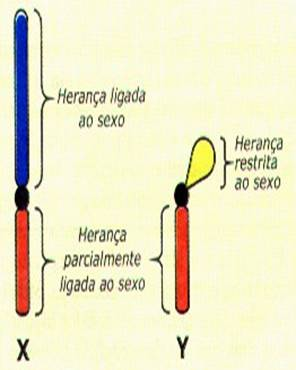 Herança ligada
ao sexo
Herança
restrita
ao sexo
Herança
parcialmente
ligada ao sexo
X
Y